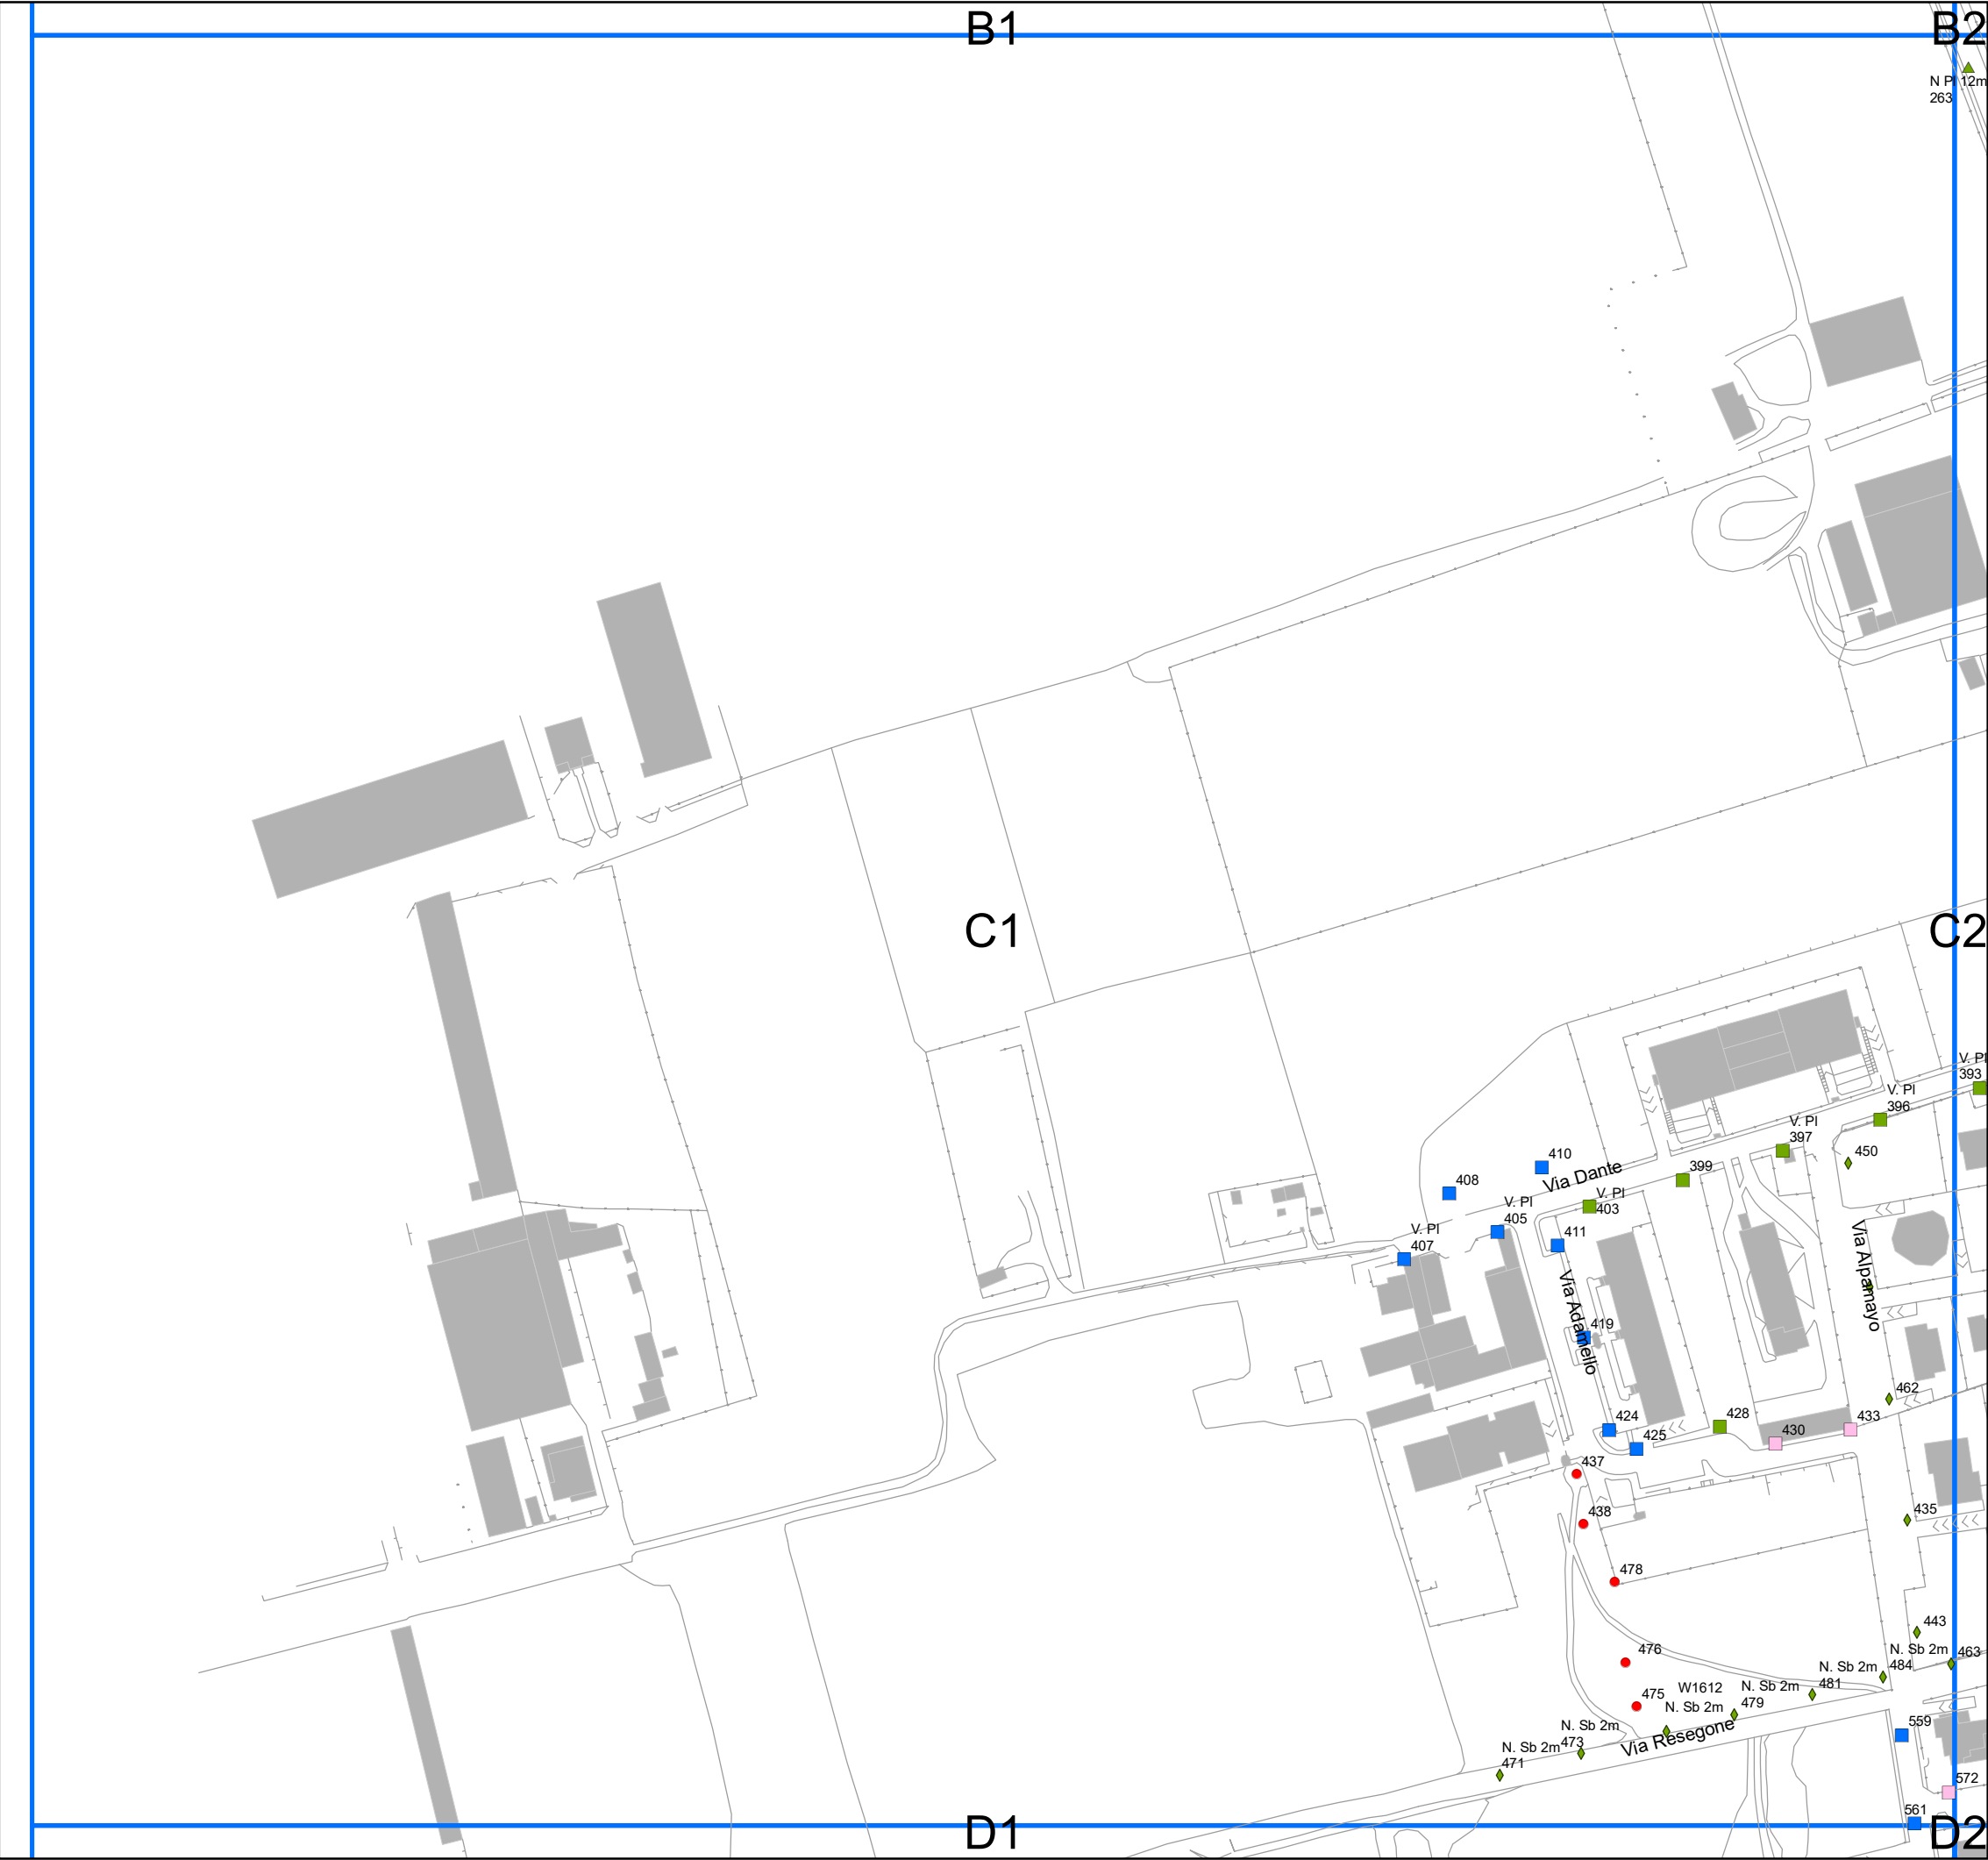 B1
B2
N Pl 12m
263
C1
C2
V. Pl
393
V. Pl
396
V. Pl
397
450
410
Via Dante
399
408
V. Pl
403
V. Pl
405
411
V. Pl
407
Via Alpamayo
Via Adamello
419
462
424
428
433
425
430
437
438
435
478
443
476
N. Sb 2m
484
463
N. Sb 2m
481
W1612
N. Sb 2m
N. Sb 2m
479
475
N. Sb 2m
473
Via Resegone
559
N. Sb 2m
471
572
561
D1
D2